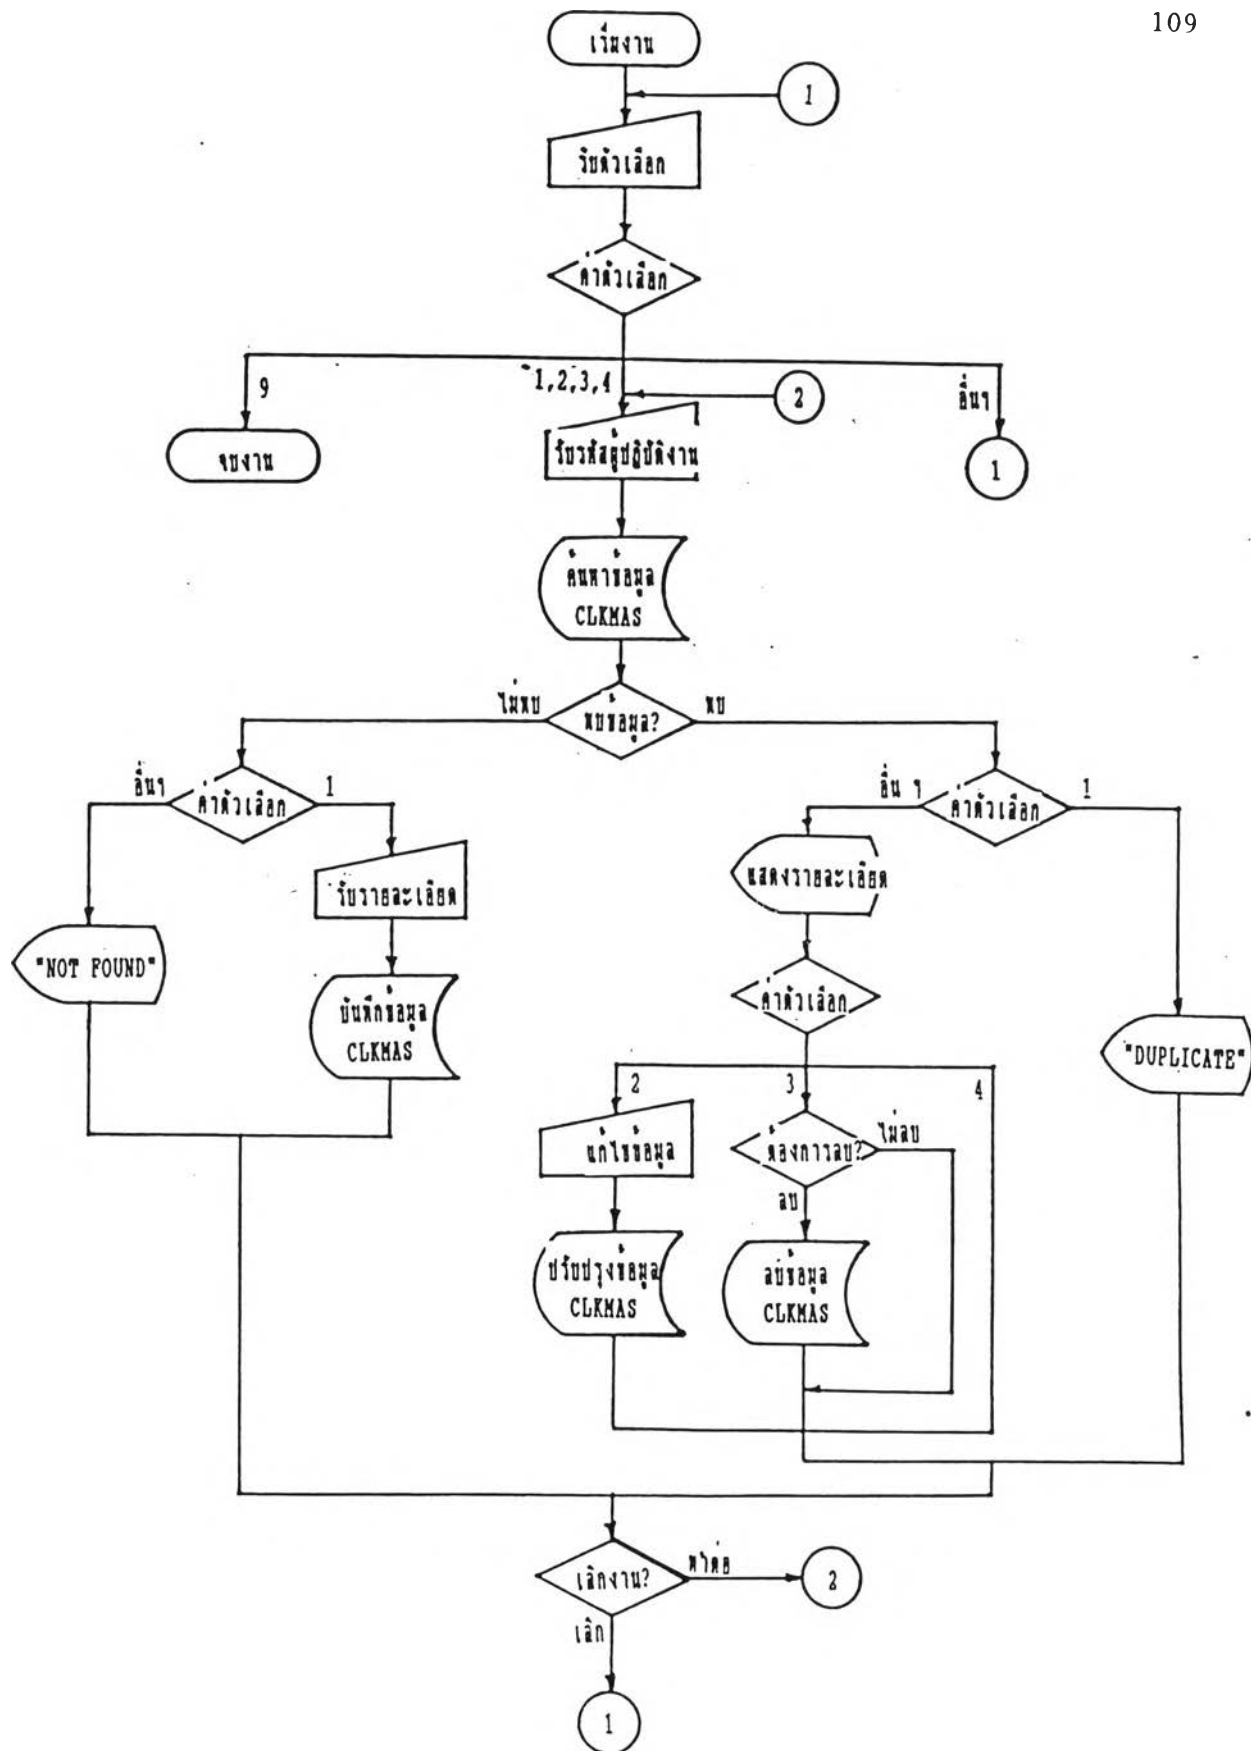 109
เริ่มงาน
1
รับตัวเลือก
ค่าตัวเลือก
9
1,2,3,4
2
อื่นๆ
จบงาน
รับรหัสผู้ปฏิบัติงาน
1
ค้นหาข้อมูล
CLKMAS
ไม่พบ
พบข้อมูล?
พบ
อื่นๆ
ค่าตัวเลือก
1
อื่น ๆ
ค่าตัวเลือก
1
รับรายละเอียด
แสดงรายละเอียด
"NOT FOUND"
บันทึกข้อมูล
CLKMAS
ค่าตัวเลือก
"DUPLICATE"
2
3
4
แก้ไขข้อมูล
ต้องการลบ?
ไม่ลบ
ลบ
ปรับปรุงข้อมูล
CLKMAS
ลบข้อมูล
CLKMAS
เลิกงาน?
ทำต่อ
2
เลิก
1